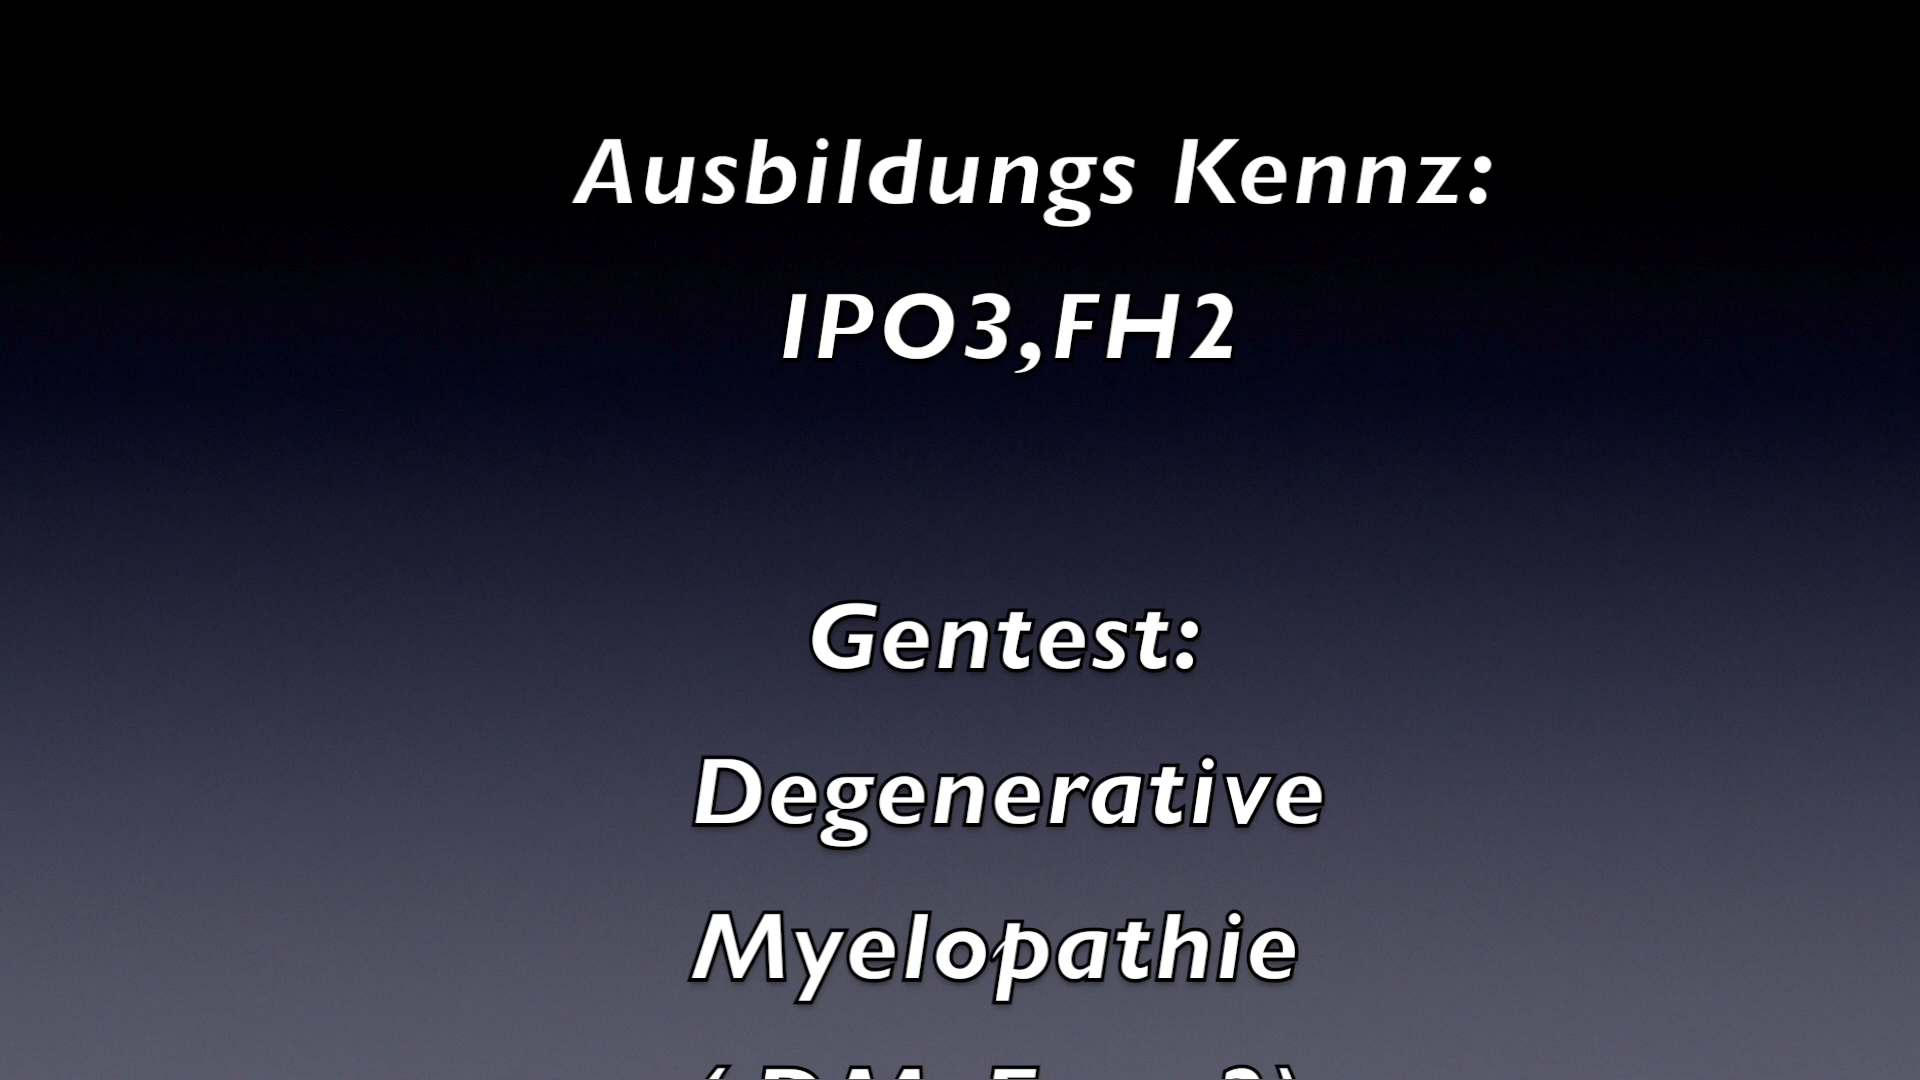 Ausbildungs Kennz:
IPO3,FH2
Gentest:
Degenerative
Myelopathie